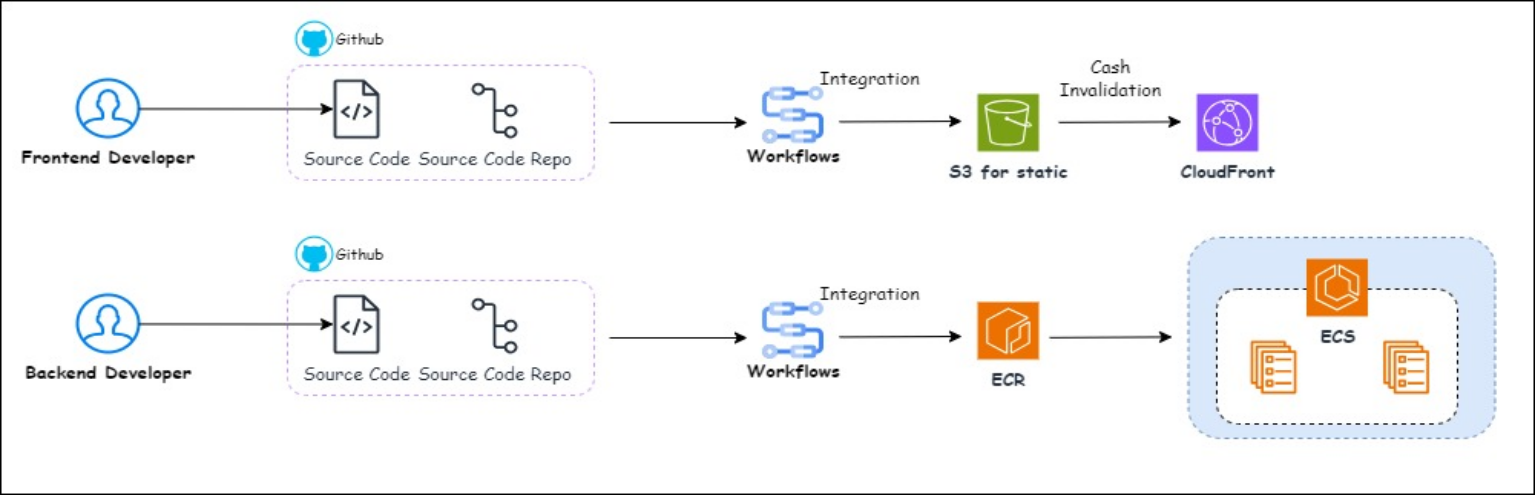 Github
Frontend Developer
Source Code
Source Code Repo
Workflows
Integration
S3 for static
Cash
Invalidation
CloudFront
Github
Backend Developer
Source Code
Source Code Repo
Workflows
Integration
ECR
ECS